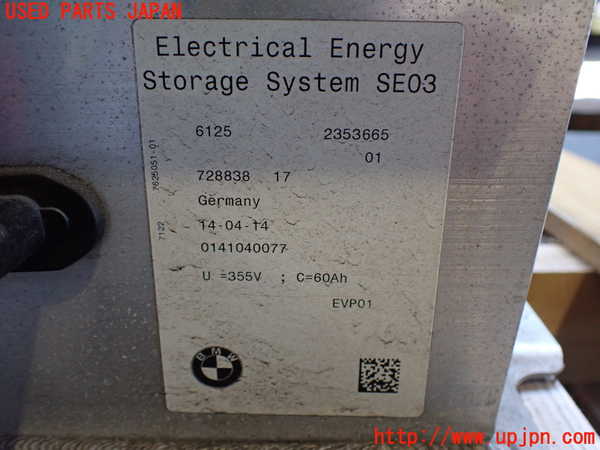 USED PARTS JAPAN
Electrical Energy
Storage System SE03
6125 2353665
01
728838 17
Germany
14-04-14
0141040077
U =355V ; C=60Ah
EVP01
7625051-01
7122
BMW
http://www.upjpn.com